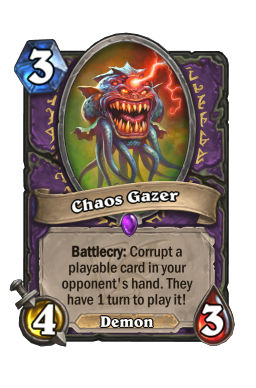 3
Chaos Gazer
Battlecry: Corrupt a
playable card in your
opponent's hand. They
have 1 turn to play it!
4
Demon
3